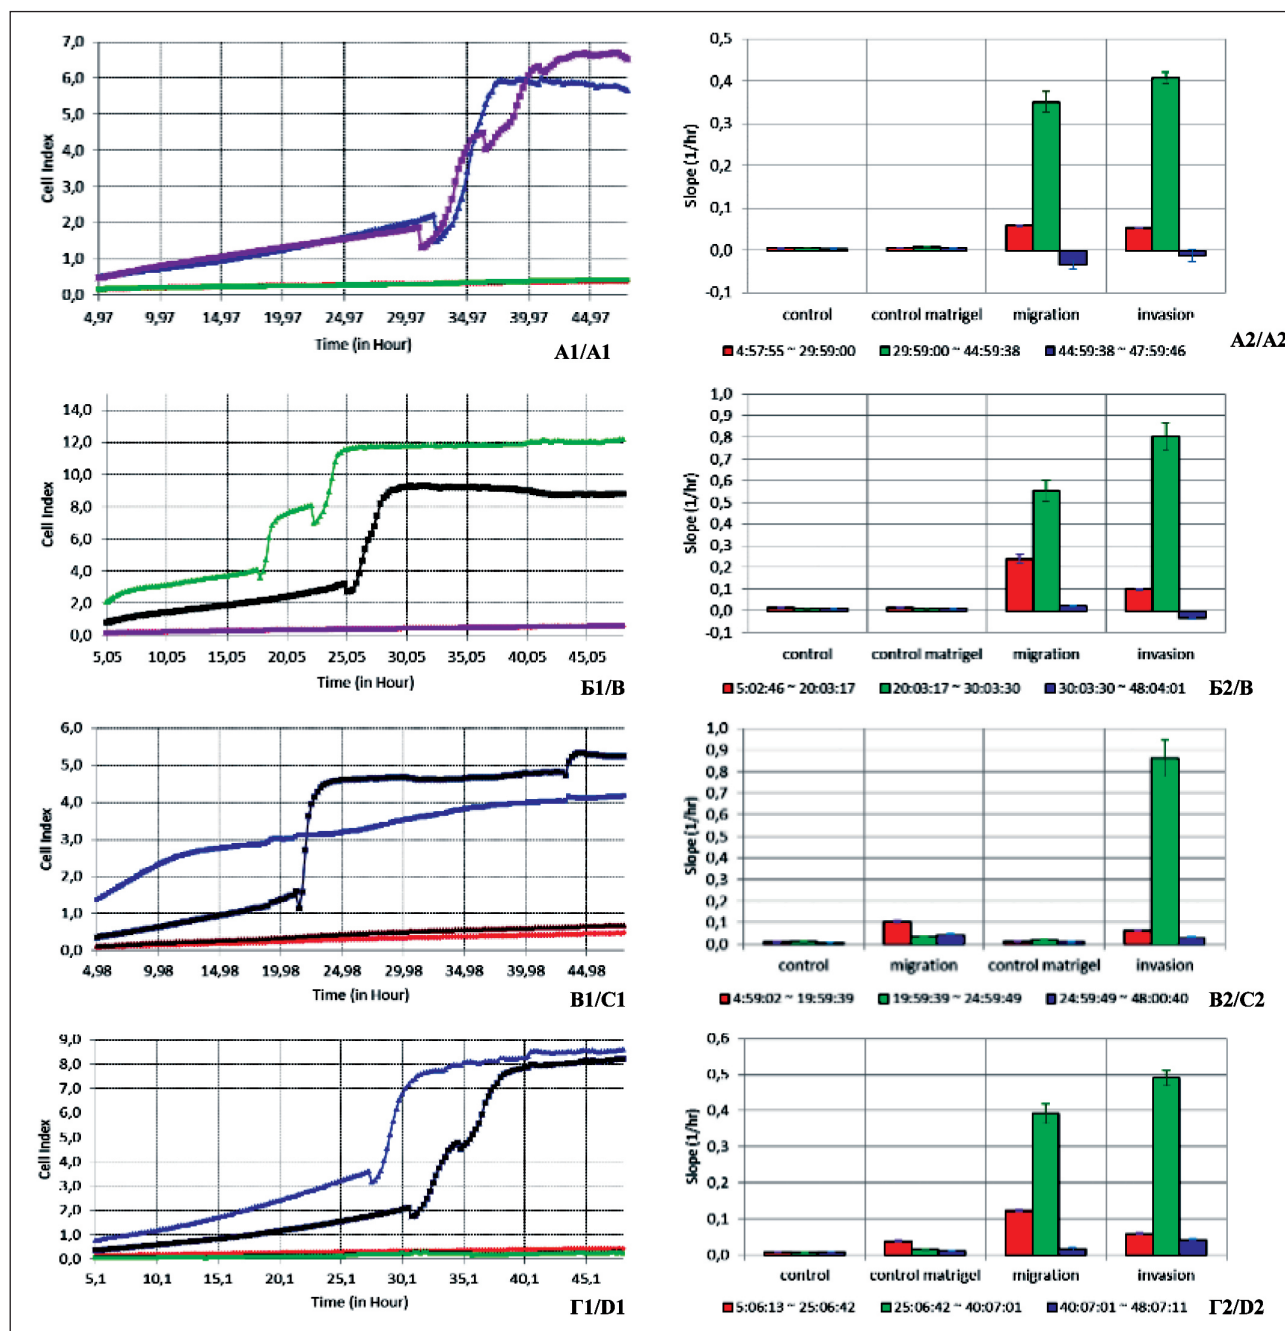 7,0
6,0
5,0
4,0
3,0
2,0
1,0
0,0
Cell Index
4,97 9,97 14,97 19,97 24,97 29,97 34,97 39,97 44,97
Time (in Hour)
А1/A1
0,5
0,4
0,3
0,2
0,1
0,0
-0,1
Slope (1/hr)
control control matrigel migration invasion
4:57:55 ~ 29:59:00 29:59:00 ~ 44:59:38 44:59:38 ~ 47:59:46
А2/A2
14,0
12,0
10,0
8,0
6,0
4,0
2,0
0,0
Cell Index
5,05 10,05 15,05 20,05 25,05 30,05 35,05 40,05 45,05
Time (in Hour)
Б1/B
1,0
0,9
0,8
0,7
0,6
0,5
0,4
0,3
0,2
0,1
0,0
-0,1
Slope (1/hr)
control control matrigel migration invasion
5:02:46 ~ 20:03:17 20:03:17 ~ 30:03:30 30:03:30 ~ 48:04:01
Б2/B
6,0
5,0
4,0
3,0
2,0
1,0
0,0
Cell Index
4,98 9,98 14,98 19,98 24,98 29,98 34,98 39,98 44,98
Time (in Hour)
В1/C1
1,0
0,9
0,8
0,7
0,6
0,5
0,4
0,3
0,2
0,1
0,0
Slope (1/hr)
control migration control matrigel invasion
4:59:02 ~ 19:59:39 19:59:39 ~ 24:59:49 24:59:49 ~ 48:00:40
В2/C2
9,0
8,0
7,0
6,0
5,0
4,0
3,0
2,0
1,0
0,0
Cell Index
5,1 10,1 15,1 20,1 25,1 30,1 35,1 40,1 45,1
Time (in Hour)
Г1/D1
0,6
0,5
0,4
0,3
0,2
0,1
0,0
Slope (1/hr)
control control matrigel migration invasion
5:06:13 ~ 25:06:42 25:06:42 ~ 40:07:01 40:07:01 ~ 48:07:11
Г2/D2